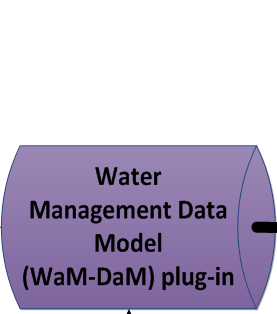 Water
Management Data
Model
(WaM-DaM) plug-in